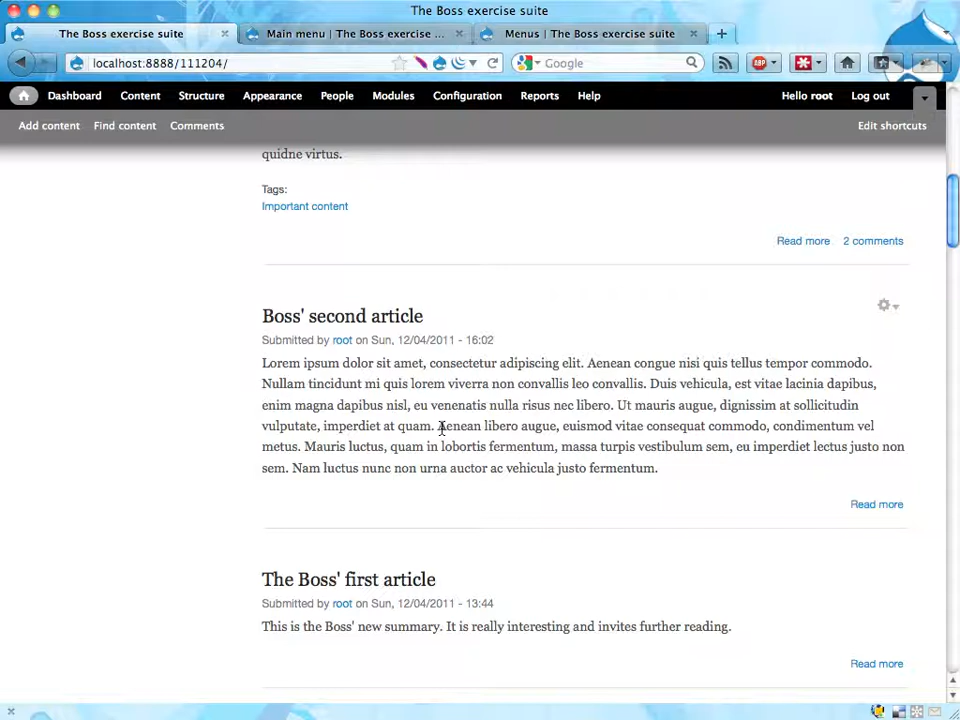 The Boss exercise suite
The Boss exercise suite
Main menu | The Boss exercise ...
Menus | The Boss exercise suite
localhost:8888/111204/
Google
ABP
Dashboard Content Structure Appearance People Modules Configuration Reports Help Hello root Log out
Add content Find content Comments Edit shortcuts
quidne virtus.
Tags:
Important content
Read more 2 comments
Boss' second article
Submitted by root on Sun, 12/04/2011 - 16:02
Lorem ipsum dolor sit amet, consectetur adipiscing elit. Aenean congue nisi quis tellus tempor commodo.
Nullam tincidunt mi quis lorem viverra non convallis leo convallis. Duis vehicula, est vitae lacinia dapibus,
enim magna dapibus nisl, eu venenatis nulla risus nec libero. Ut mauris augue, dignissim at sollicitudin
vulputate, imperdiet at quam. Aenean libero augue, euismod vitae consequat commodo, condimentum vel
metus. Mauris luctus, quam in lobortis fermentum, massa turpis vestibulum sem, eu imperdiet lectus justo non
sem. Nam luctus nunc non urna auctor ac vehicula justo fermentum.
Read more
The Boss' first article
Submitted by root on Sun, 12/04/2011 - 13:44
This is the Boss' new summary. It is really interesting and invites further reading.
Read more